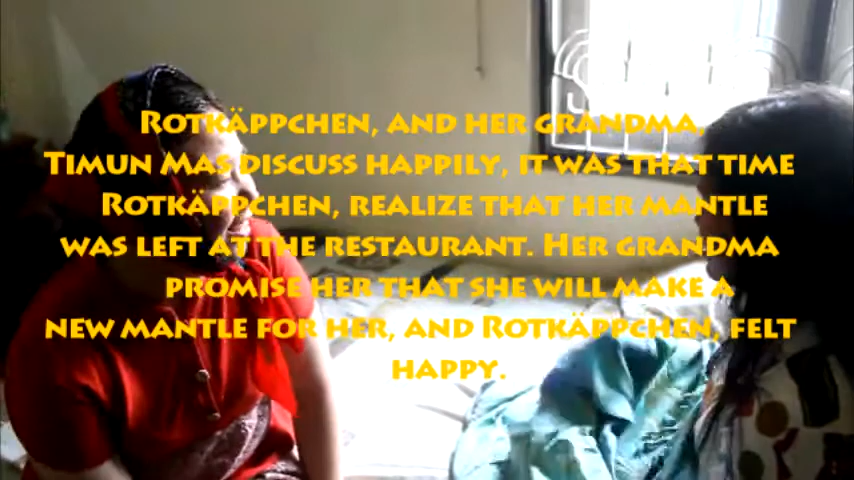 Rotkäppchen, and her grandma,
Timun Mas discuss happily, it was that time
Rotkäppchen, realize that her mantle
was left at the restaurant. Her grandma
promise her that she will make a
new mantle for her, and Rotkäppchen, felt
happy.